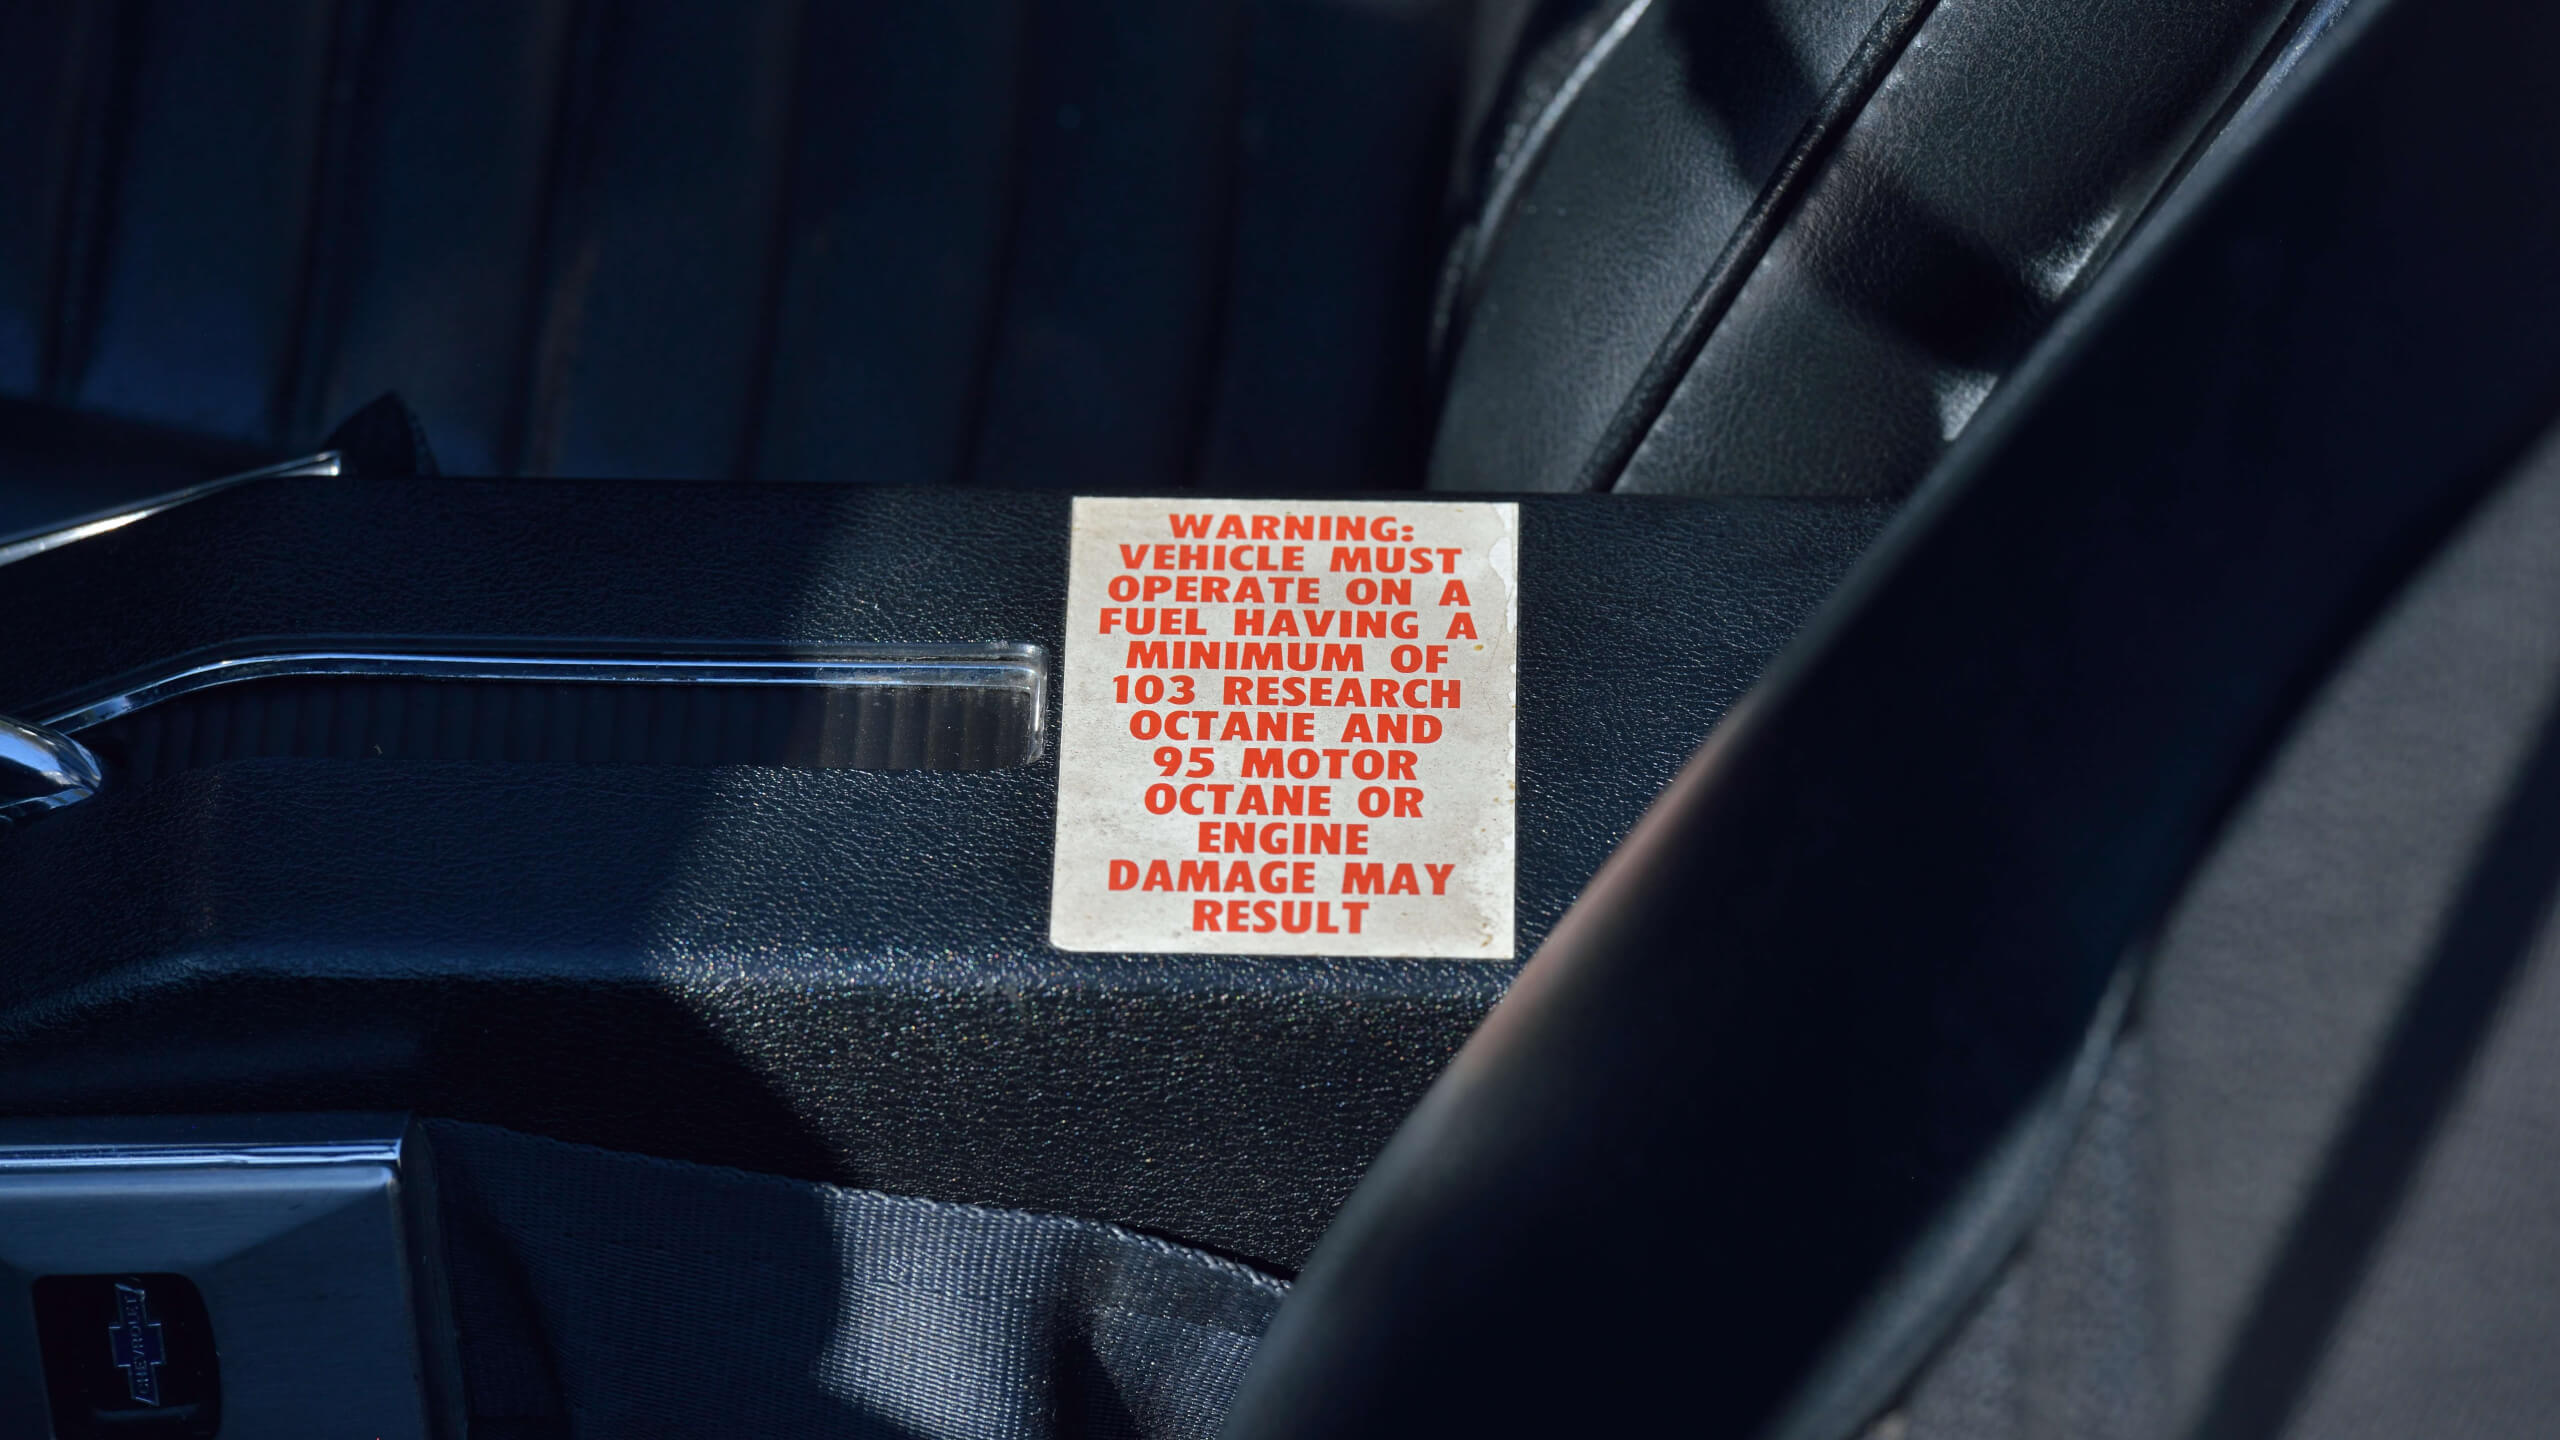 WARNING:
VEHICLE MUST
OPERATE ON A
FUEL HAVING A
MINIMUM OF
103 RESEARCH
OCTANE AND
95 MOTOR
OCTANE OR
ENGINE
DAMAGE MAY
RESULT
CHEVROLET